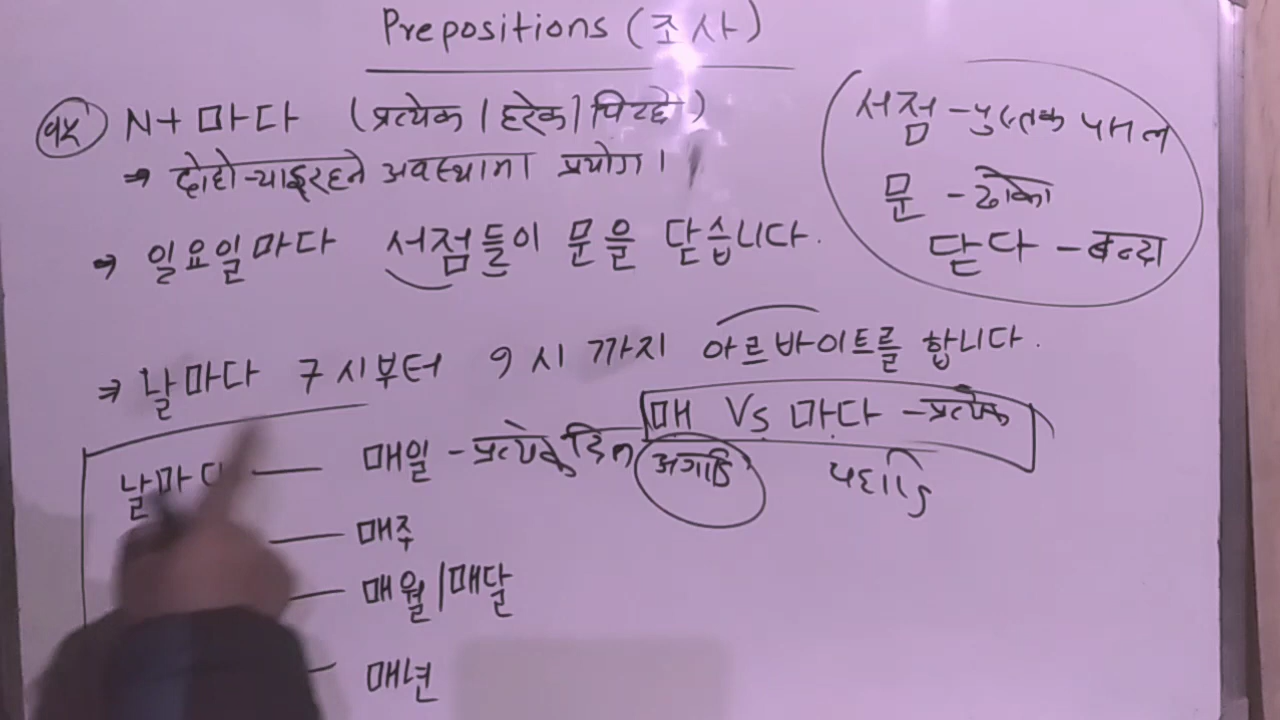 Prepositions (조사)
१५ N+ 마다 (प्रत्येक / हरेक / पिच्छे)
→ दोहो-याइरहने अवस्थामा प्रयोग।
→ 일요일마다 서점들이 문을 닫습니다.
서점 - पुस्तक पसल
문 - ढोका
닫다 - बन्द
⇒ 날마다 7시부터 9시까지 아르바이트를 합니다.
매 Vs 마다 - प्रत्येक
अगाडि पछाडि
날마다 — 매일 - प्रत्येक दिन
— 매주
— 매월/매달
— 매년